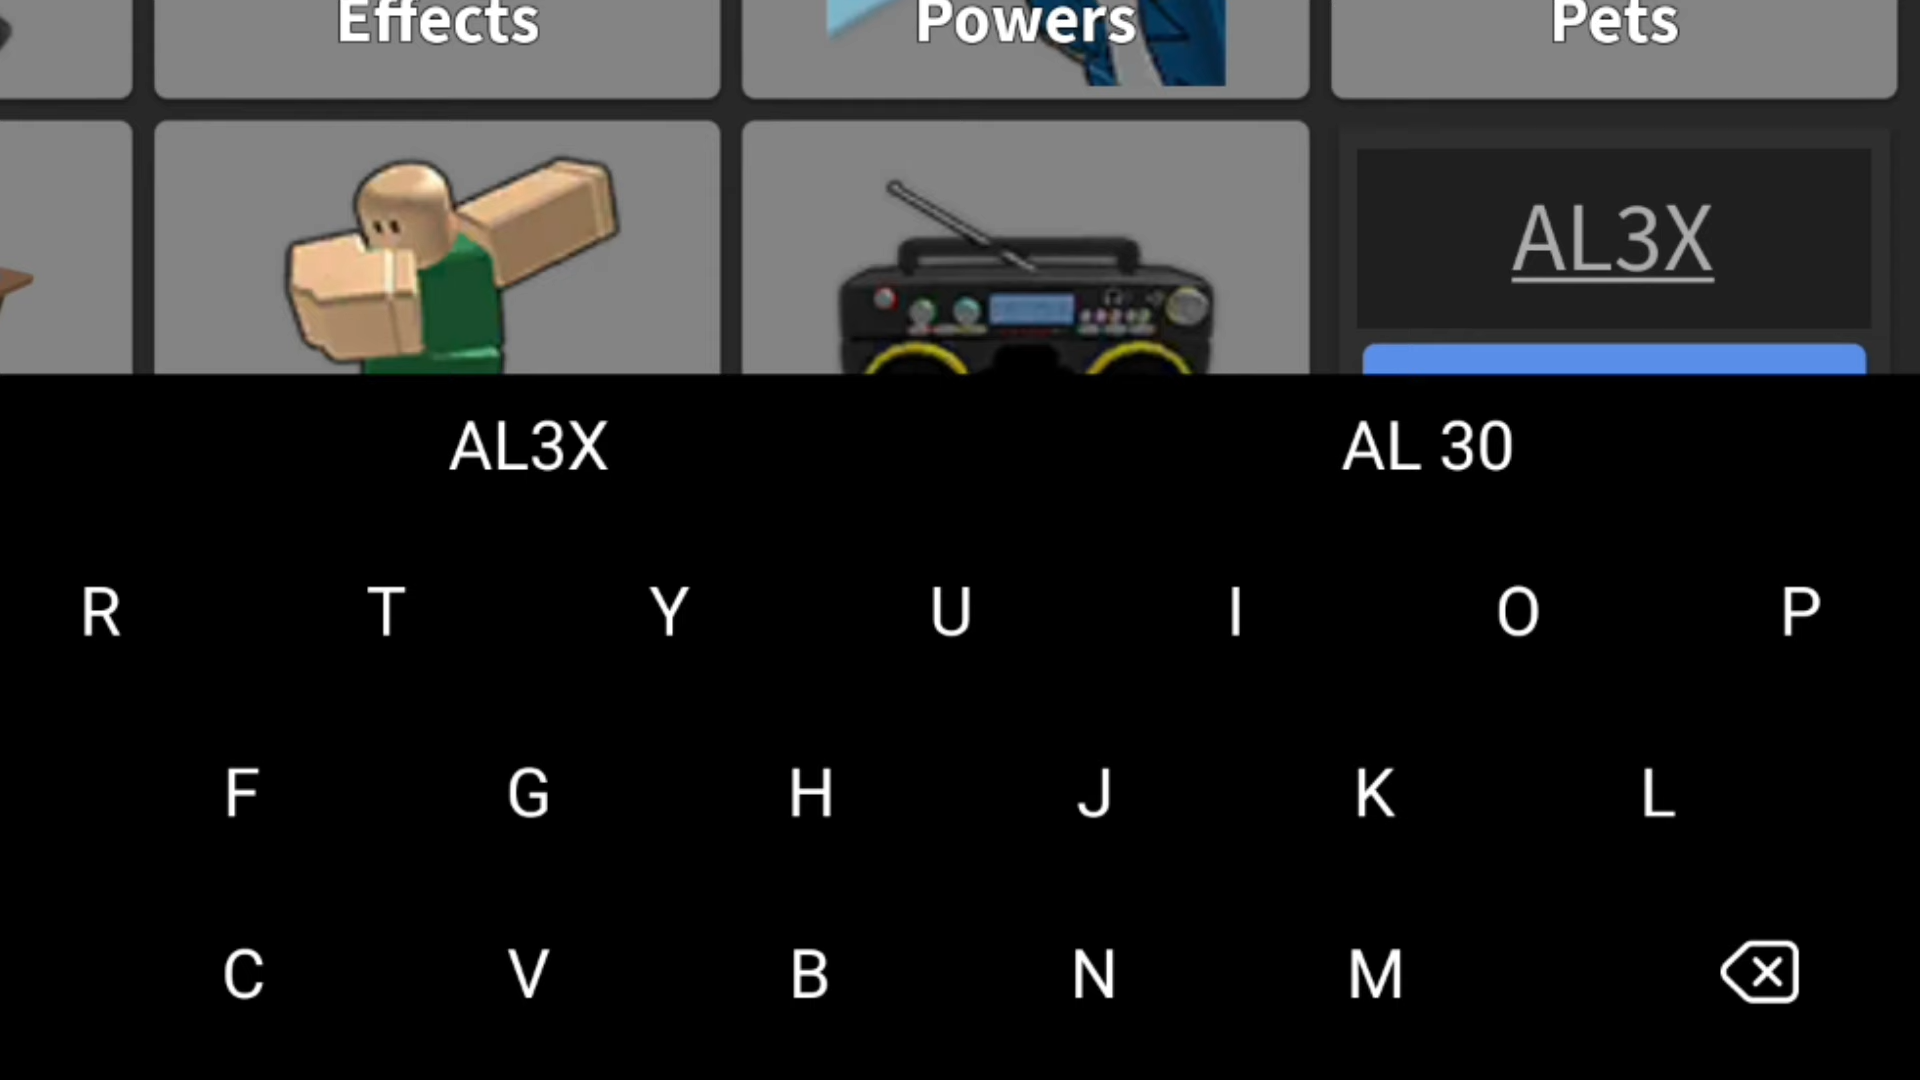 Effects
Powers
Pets
AL3X
AL3X
AL 30
R T Y U I O P
F G H J K L
C V B N M